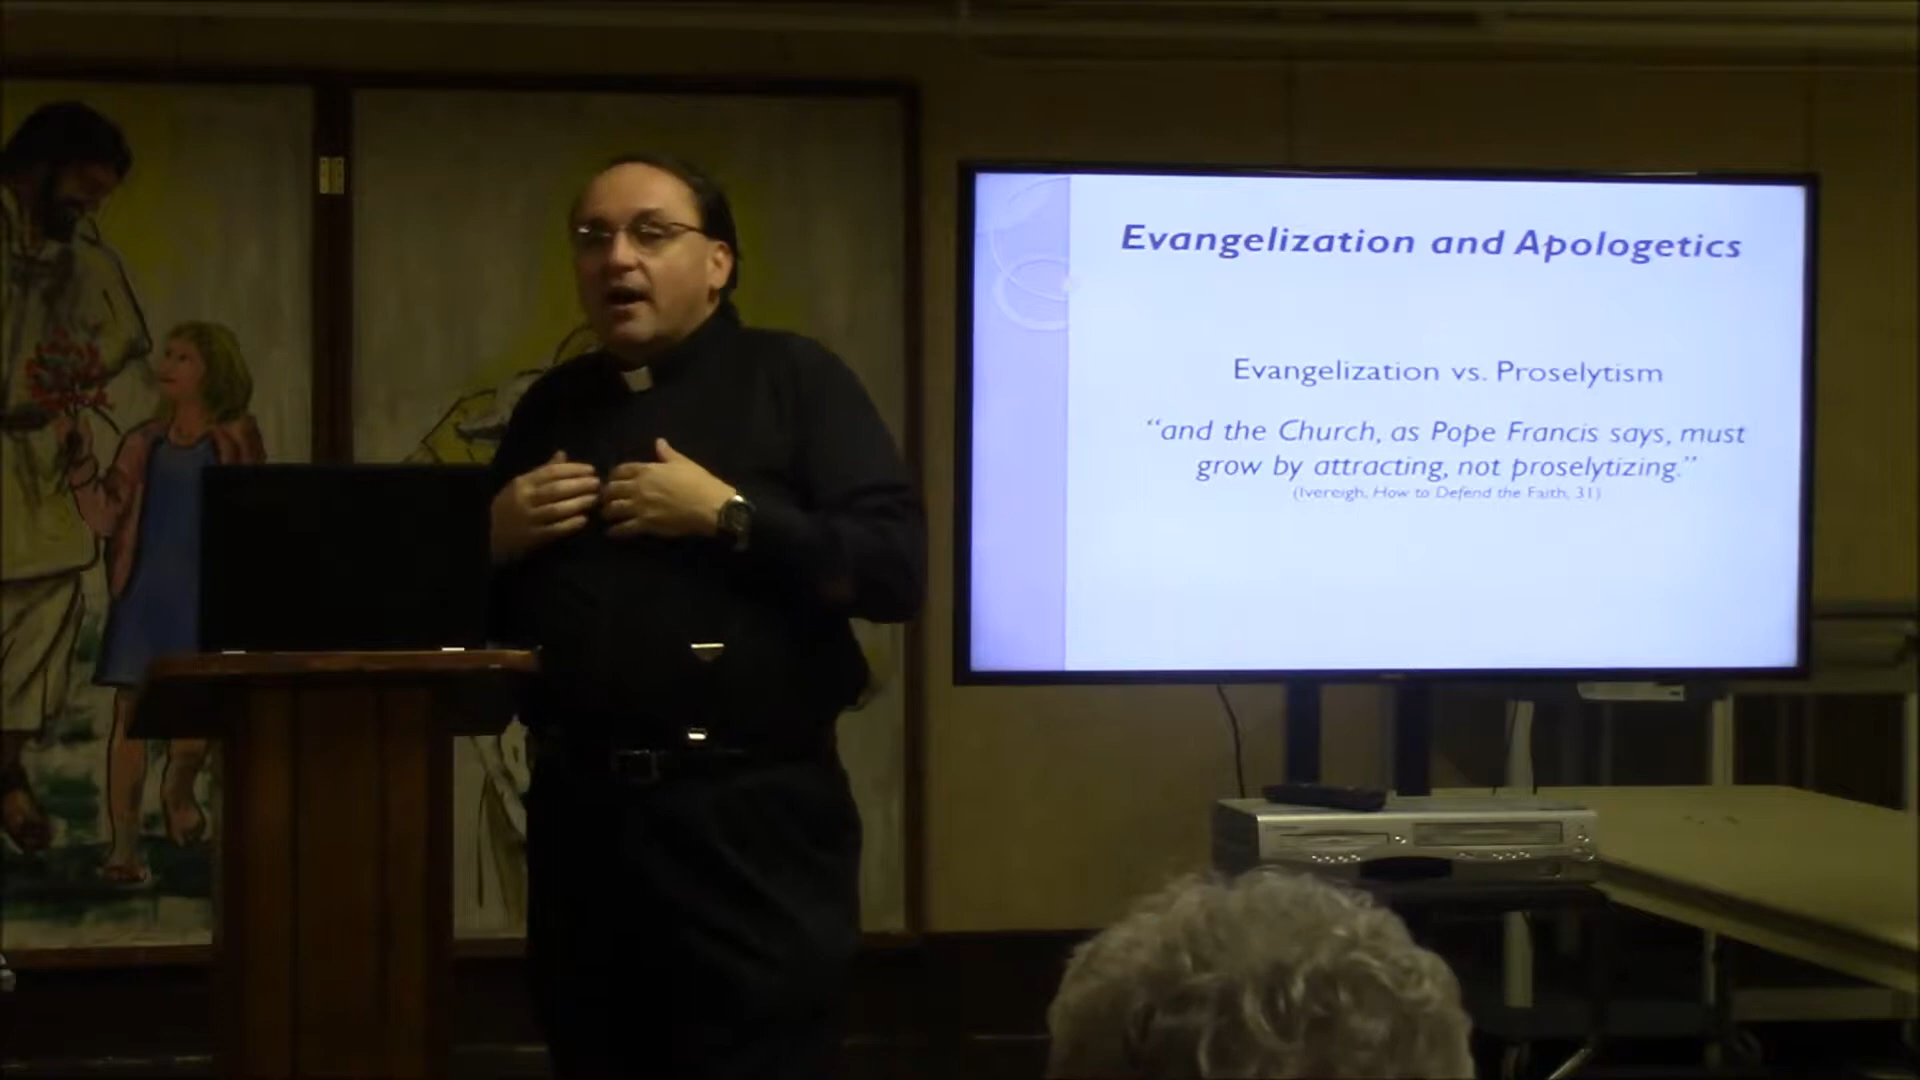 Evangelization and Apologetics
Evangelization vs. Proselytism
“and the Church, as Pope Francis says, must
grow by attracting, not proselytizing.”
(Ivereigh, How to Defend the Faith, 31)